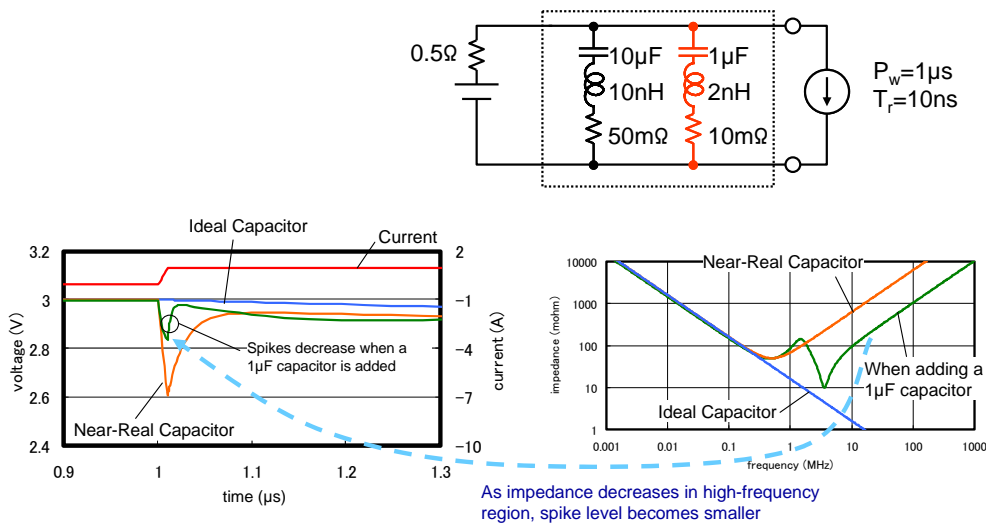 0.5Ω
10µF
1µF
10nH
2nH
50mΩ
10mΩ
Pw=1µs
Tr=10ns
Ideal Capacitor
Current
3.2
3
2.8
2.6
2.4
voltage (V)
2
−1
−4
−7
−10
current (A)
Spikes decrease when a
1µF capacitor is added
Near-Real Capacitor
0.9
1
1.1
1.2
1.3
time (µs)
10000
1000
100
10
1
impedance (mohm)
Near-Real Capacitor
When adding a
1µF capacitor
Ideal Capacitor
0.001
0.01
0.1
1
10
100
1000
frequency (MHz)
As impedance decreases in high-frequency
region, spike level becomes smaller